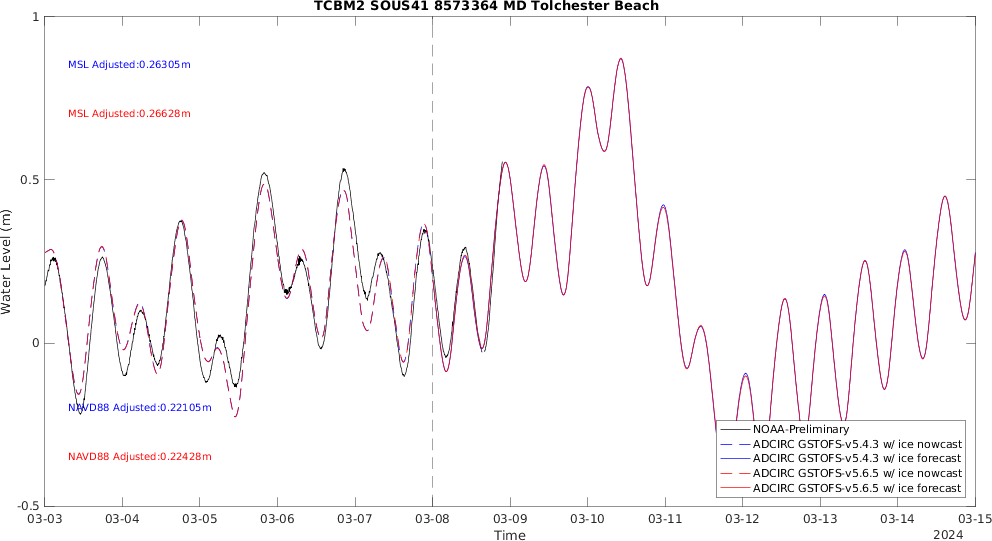 TCBM2 SOUS41 8573364 MD Tolchester Beach
1
0.5
0
-0.5
Water Level (m)
MSL Adjusted:0.26305m
MSL Adjusted:0.26628m
NAVD88 Adjusted:0.22105m
NAVD88 Adjusted:0.22428m
NOAA-Preliminary
ADCIRC GSTOFS-v5.4.3 w/ ice nowcast
ADCIRC GSTOFS-v5.4.3 w/ ice forecast
ADCIRC GSTOFS-v5.6.5 w/ ice nowcast
ADCIRC GSTOFS-v5.6.5 w/ ice forecast
03-03 03-04 03-05 03-06 03-07 03-08 03-09 03-10 03-11 03-12 03-13 03-14 03-15
Time
2024